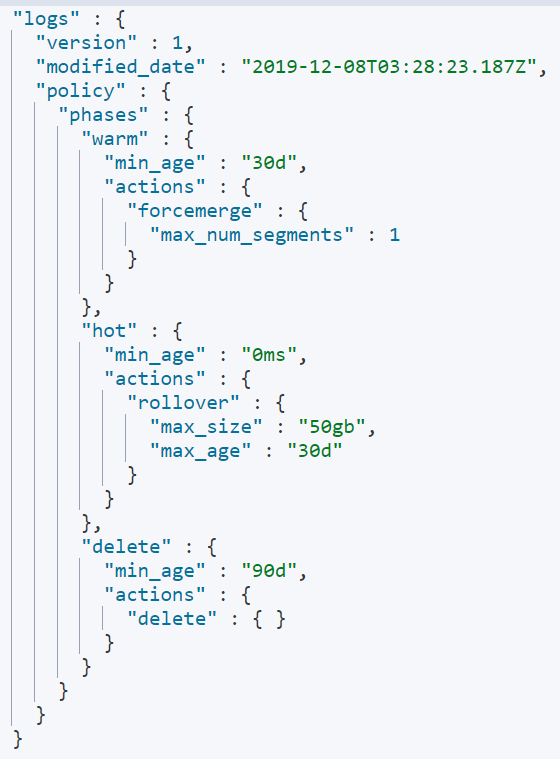 "logs" : {
"version" : 1,
"modified_date" : "2019-12-08T03:28:23.187Z",
"policy" : {
"phases" : {
"warm" : {
"min_age" : "30d",
"actions" : {
"forcemerge" : {
"max_num_segments" : 1
}
}
},
"hot" : {
"min_age" : "0ms",
"actions" : {
"rollover" : {
"max_size" : "50gb",
"max_age" : "30d"
}
}
},
"delete" : {
"min_age" : "90d",
"actions" : {
"delete" : { }
}
}
}
}
}